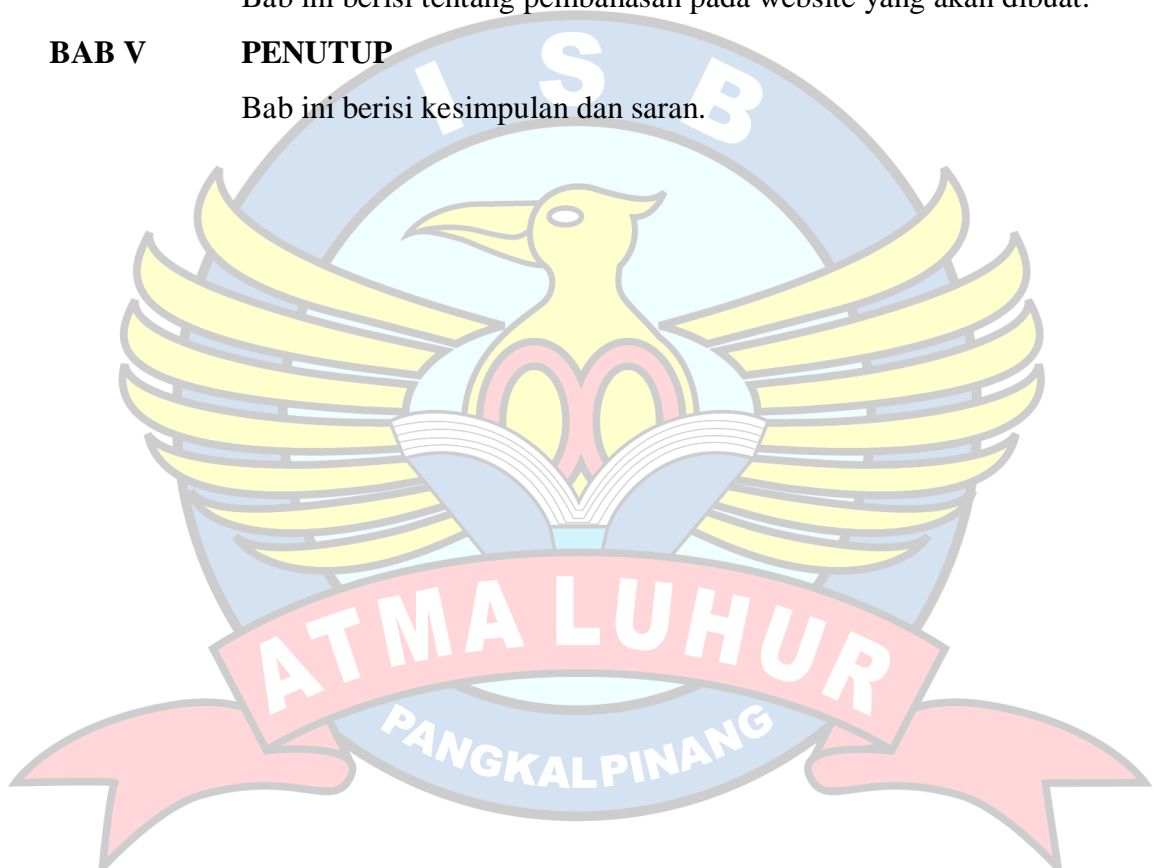 Bab ini berisi tentang pembahasan pada website yang akan dibuat.
BAB V PENUTUP
Bab ini berisi kesimpulan dan saran.
I S B
ATMA LUHUR
PANGKALPINANG